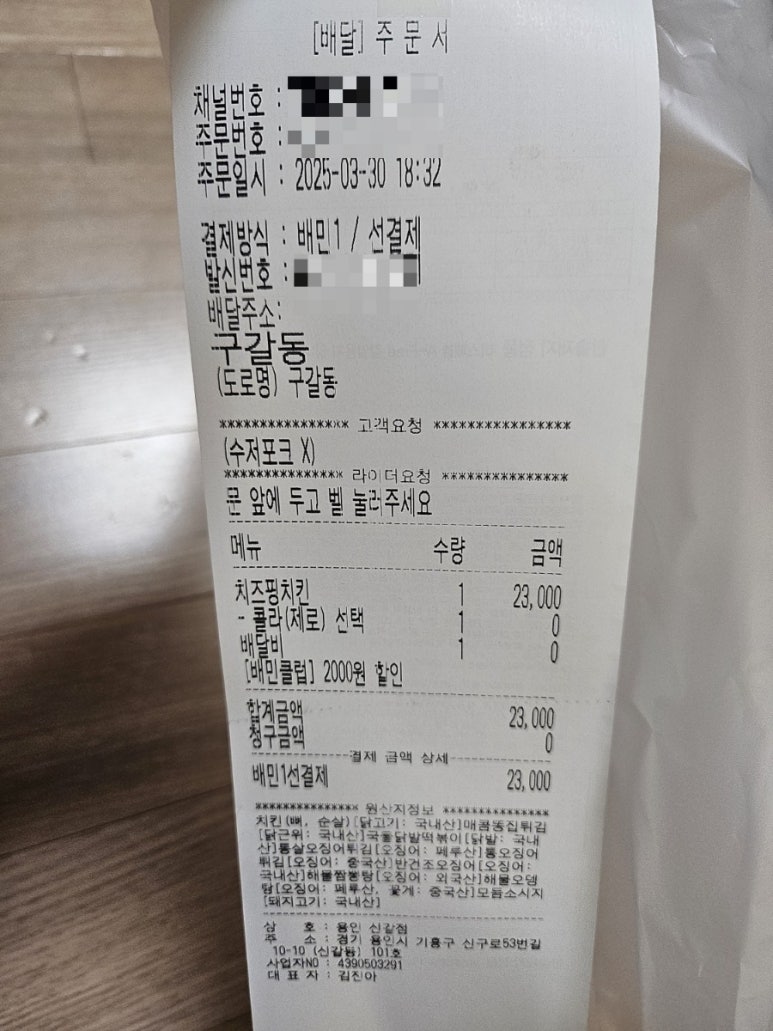 [배달] 주 문 서
채널번호 :
주문번호 :
주문일시 : 2025-03-30 18:32
결제방식 : 배민1 / 선결제
발신번호 :
배달주소:
구갈동
(도로명) 구갈동
**************** 고객요청 *****************
(수저포크 X)
*************** 라이더요청 ****************
문 앞에 두고 벨 눌러주세요
메뉴 수량 금액
치즈핑치킨 1 23,000
- 콜라(제로) 선택 1 0
배달비 1 0
[배민클럽] 2000원 할인
합계금액 23,000
청구금액 0
---------------결제 금액 상세---------------
배민1선결제 23,000
*************** 원산지정보 ***************
치킨(뼈, 순살)[닭고기: 국내산]매콤똥집튀김
[닭근위: 국내산]국물닭발떡볶이[닭발: 국내
산]통살오징어튀김[오징어: 페루산]통오징어
튀김[오징어: 중국산]반건조오징어[오징어:
국내산]해물짬뽕탕[오징어: 외국산]해물오뎅
탕[오징어: 페루산, 꽃게: 중국산]모듬소시지
[돼지고기: 국내산]
상 호 : 용인 신갈점
주 소 : 경기 용인시 기흥구 신구로53번길
10-10 (신갈동) 101호
사업자NO : 4390503291
대 표 자 : 김진아